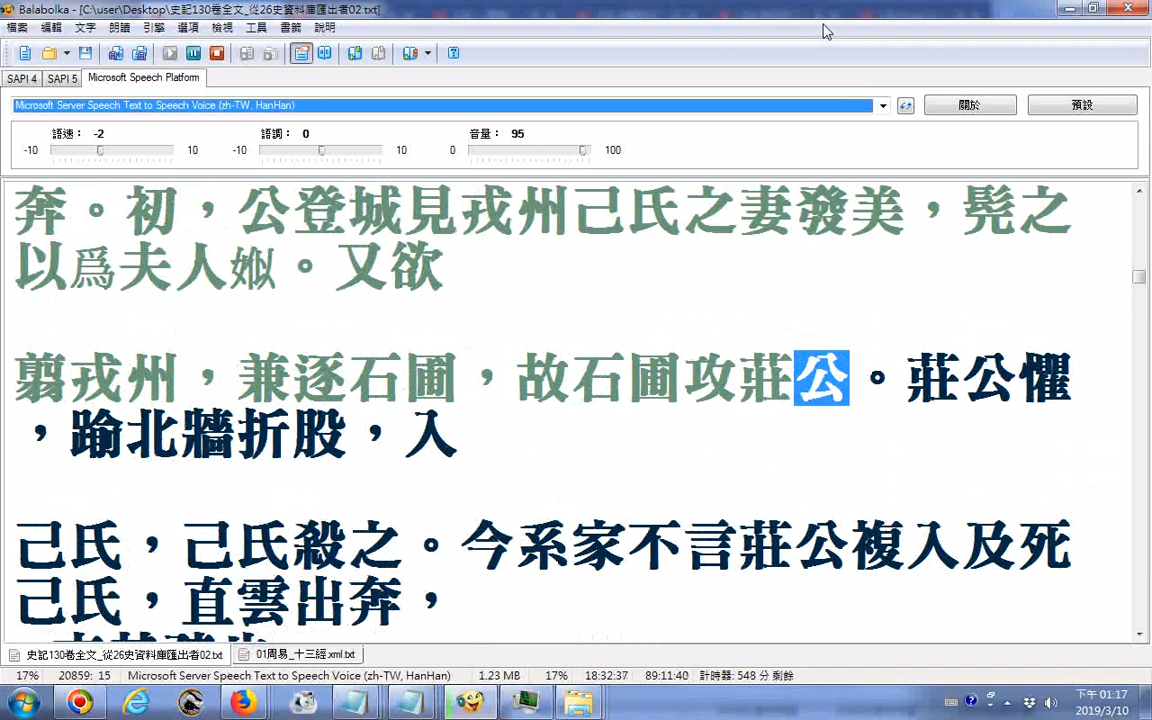 Balabolka - [C:\user\Desktop\史記130卷全文_從26史資料庫匯出者02.txt]
檔案 編輯 文字 朗讀 引擎 選項 檢視 工具 書籤 說明
SAPI 4 SAPI 5 Microsoft Speech Platform
Microsoft Server Speech Text to Speech Voice (zh-TW, HanHan)
關於 預設
語速： -2 語調： 0 音量： 95
-10 10 -10 10 0 100
奔。初，公登城見戎州己氏之妻發美，髡之
以爲夫人姒。又欲
翦戎州，兼逐石圃，故石圃攻莊公。莊公懼
，踰北牆折股，入
己氏，己氏殺之。今系家不言莊公複入及死
己氏，直雲出奔，
史記130卷全文_從26史資料庫匯出者02.txt 01周易_十三經.xml.txt
17% 20859: 15 Microsoft Server Speech Text to Speech Voice (zh-TW, HanHan) 1.23 MB 17% 18:32:37 89:11:40 計時器: 548 分 剩餘
下午 01:17
2019/3/10